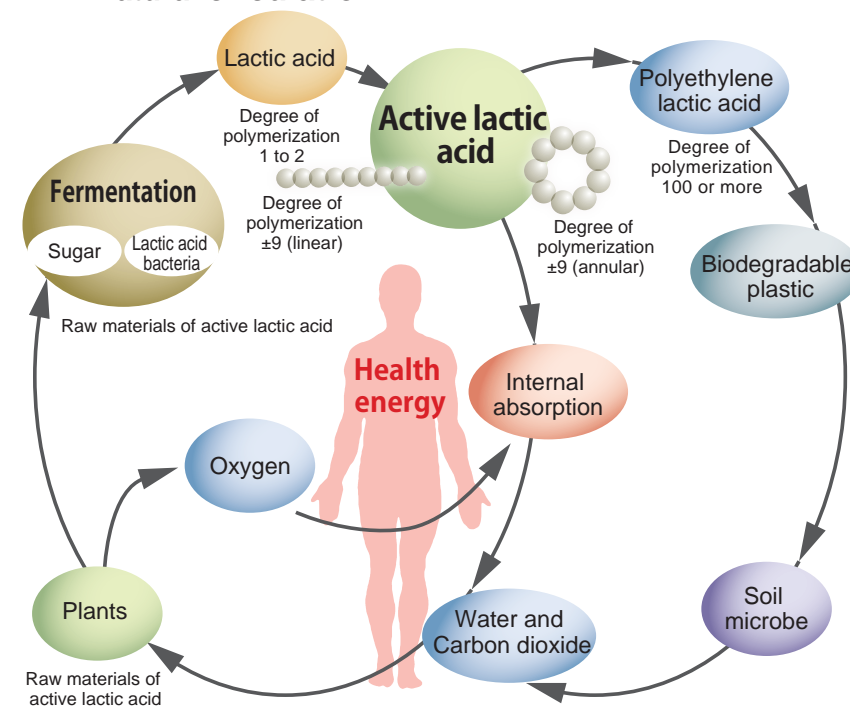 Lactic acid
Degree of
polymerization
1 to 2
Active lactic
acid
Polyethylene
lactic acid
Degree of
polymerization
100 or more
Fermentation
Sugar
Lactic acid
bacteria
Raw materials of active lactic acid
Degree of
polymerization
±9 (linear)
Degree of
polymerization
±9 (annular)
Biodegradable
plastic
Health
energy
Internal
absorption
Oxygen
Plants
Raw materials of
active lactic acid
Water and
Carbon dioxide
Soil
microbe